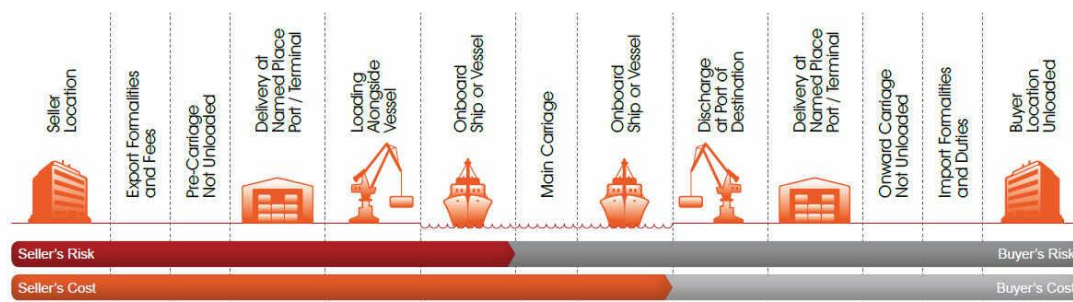 Seller
Location
Export Formalities
and Fees
Pre-Carriage
Not Unloaded
Delivery at
Named Place
Port / Terminal
Loading
Alongside
Vessel
Onboard
Ship or Vessel
Main Carriage
Onboard
Ship or Vessel
Discharge
at Port of
Destination
Delivery at
Named Place
Port / Terminal
Onward Carriage
Not Unloaded
Import Formalities
and Duties
Buyer
Location
Unloaded
Seller's Risk
Buyer's Risk
Seller's Cost
Buyer's Cost